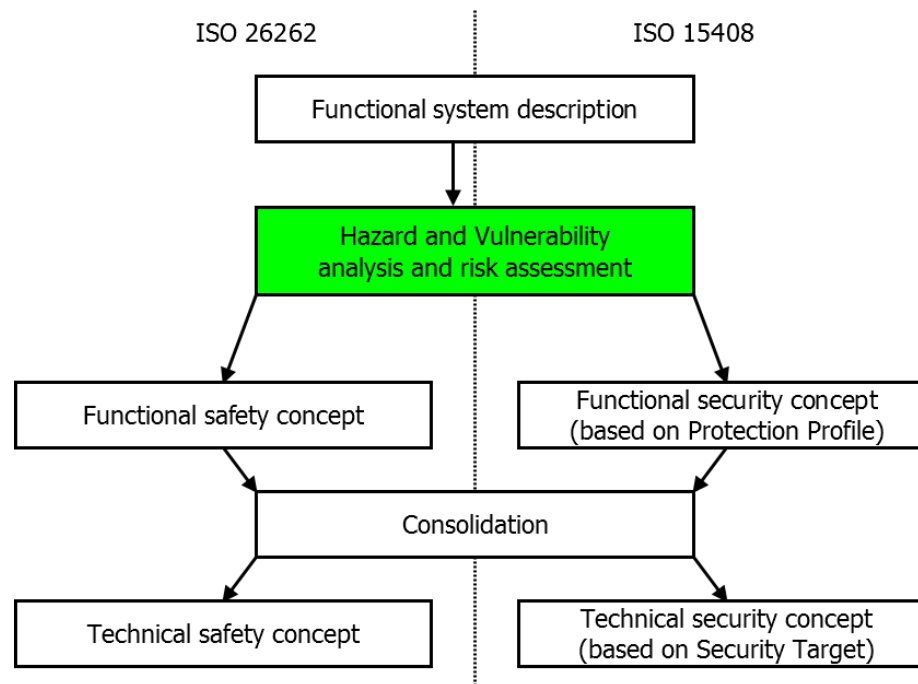 ISO 26262
ISO 15408
Functional system description
Hazard and Vulnerability
analysis and risk assessment
Functional safety concept
Functional security concept
(based on Protection Profile)
Consolidation
Technical safety concept
Technical security concept
(based on Security Target)